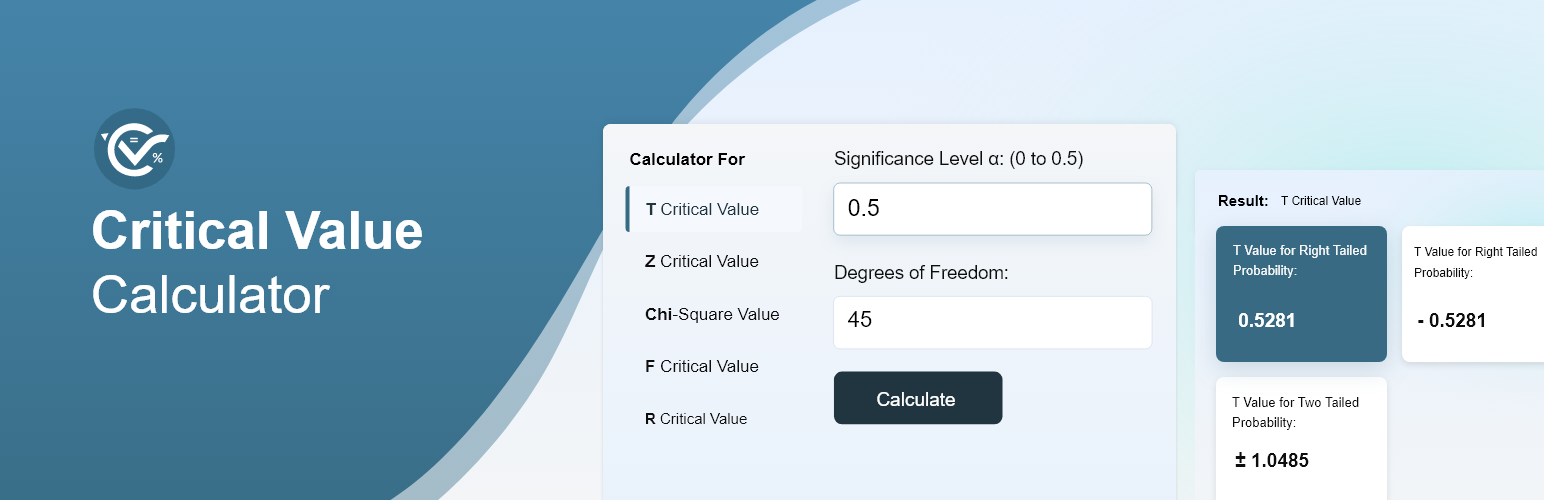 =
%
Critical Value
Calculator
Calculator For
T Critical Value
Z Critical Value
Chi-Square Value
F Critical Value
R Critical Value
Significance Level α: (0 to 0.5)
0.5
Degrees of Freedom:
45
Calculate
Result: T Critical Value
T Value for Right Tailed
Probability:
0.5281
T Value for Right Tailed
Probability:
- 0.5281
T Value for Two Tailed
Probability:
± 1.0485